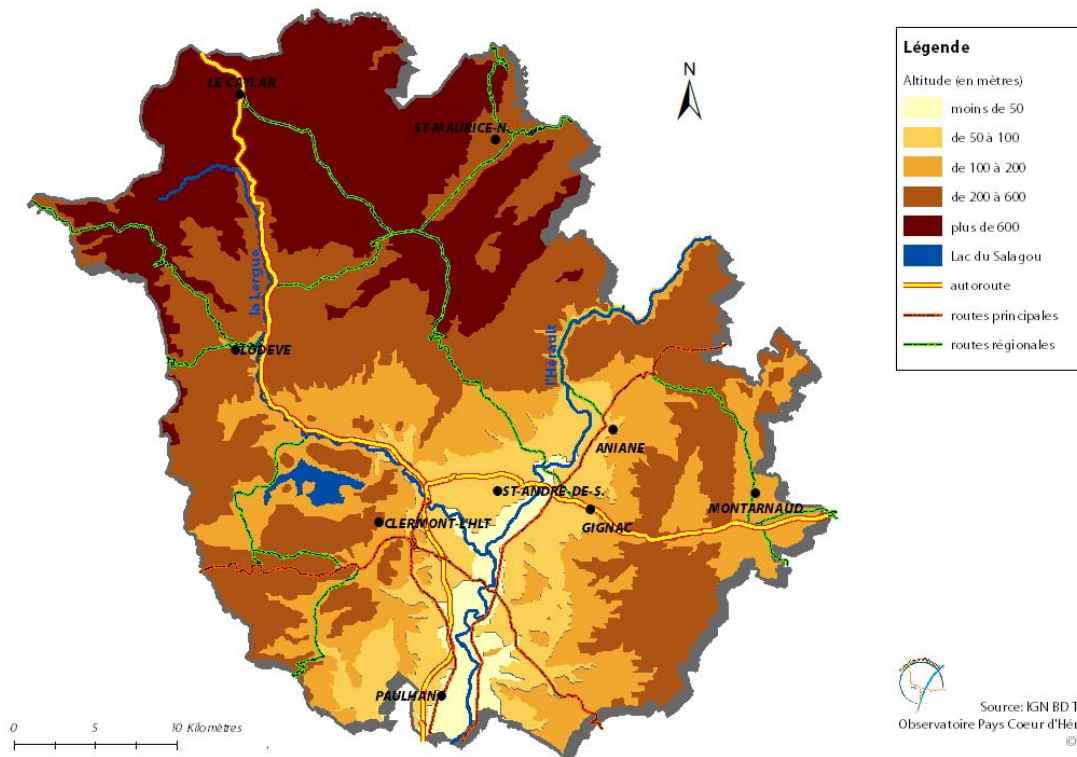 Légende
Altitude (en mètres)
moins de 50
de 50 à 100
de 100 à 200
de 200 à 600
plus de 600
Lac du Salagou
autoroute
routes principales
routes régionales
N
LE CAYLAR
ST-MAURICE-N.
la Lergue
LODEVE
l'Hérault
ANIANE
ST-ANDRE-DE-S.
MONTARNAUD
CLERMONT-L'HLT
GIGNAC
PAULHAN
0 5 10 Kilomètres
Source: IGN BD T
Observatoire Pays Coeur d'Hér
©